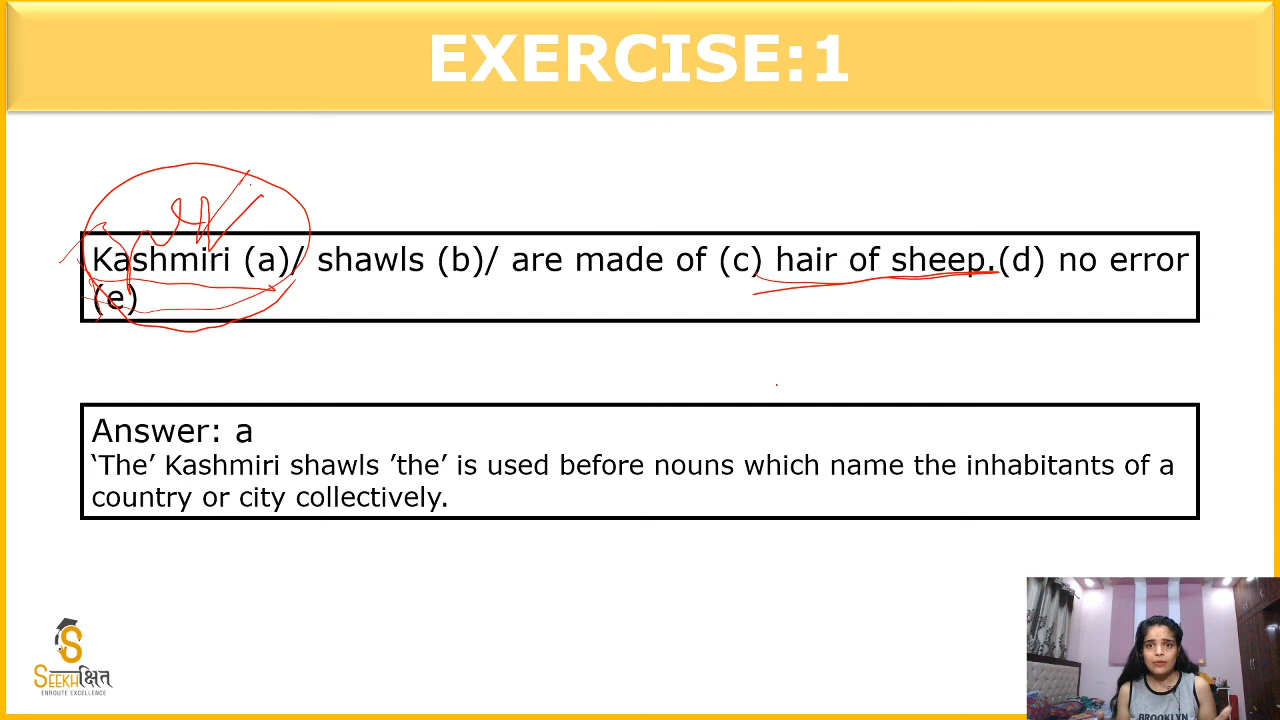 EXERCISE:1
Kashmiri (a)/ shawls (b)/ are made of (c) hair of sheep.(d) no error
(e)
Answer: a
‘The’ Kashmiri shawls ’the’ is used before nouns which name the inhabitants of a
country or city collectively.
SEEKHक्षित
ENROUTE EXCELLENCE
BROOKLYN